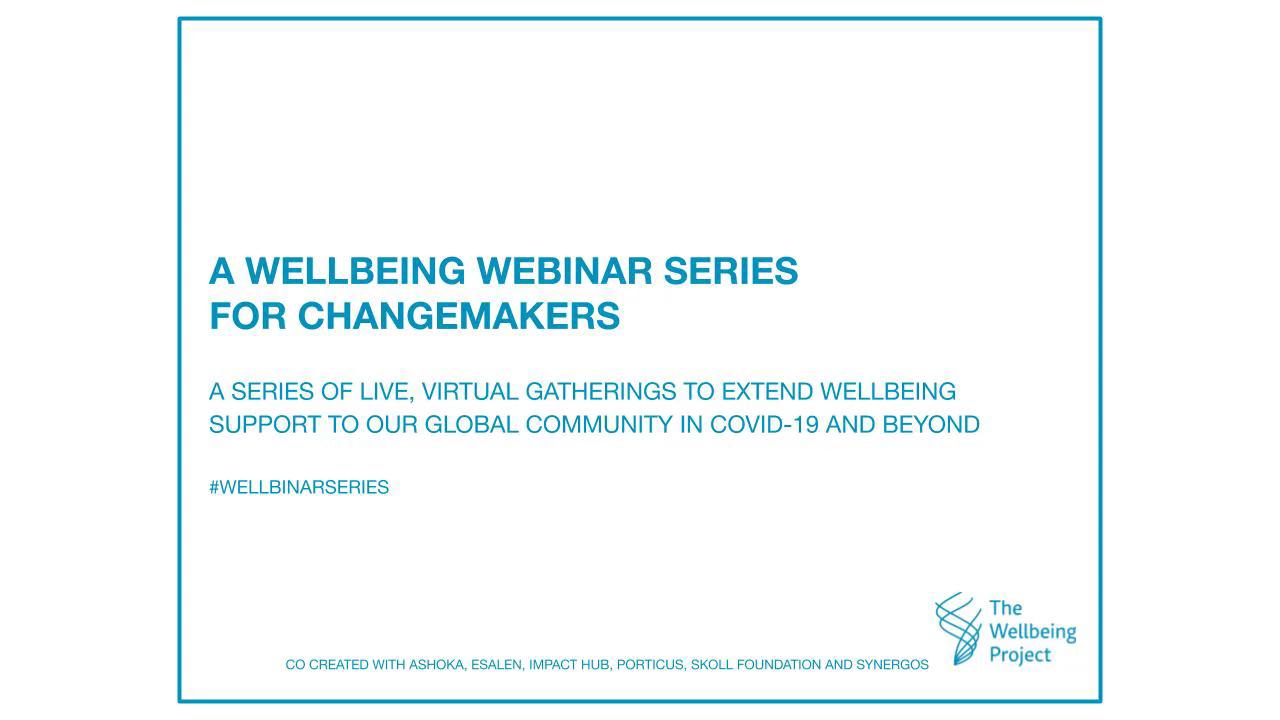 A WELLBEING WEBINAR SERIES
FOR CHANGEMAKERS
A SERIES OF LIVE, VIRTUAL GATHERINGS TO EXTEND WELLBEING
SUPPORT TO OUR GLOBAL COMMUNITY IN COVID-19 AND BEYOND
#WELLBINARSERIES
The
Wellbeing
Project
CO CREATED WITH ASHOKA, ESALEN, IMPACT HUB, PORTICUS, SKOLL FOUNDATION AND SYNERGOS